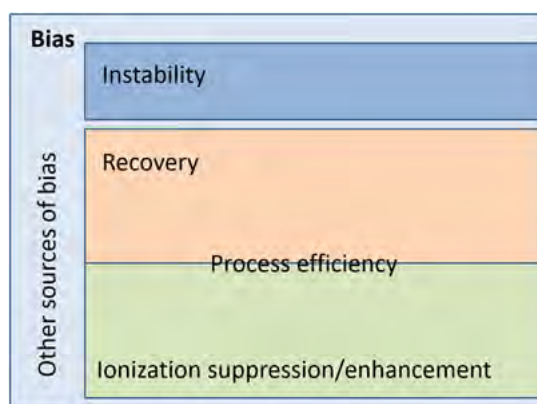 Bias
Instability
Recovery
Process efficiency
Ionization suppression/enhancement
Other sources of bias